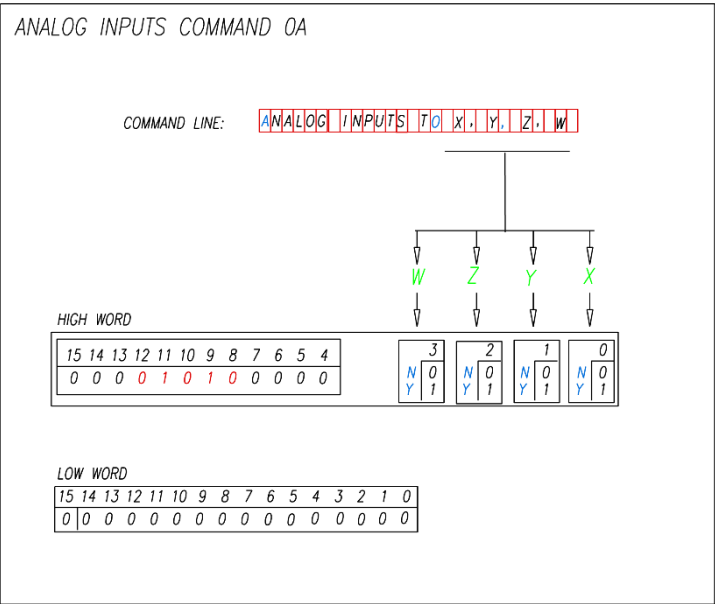 ANALOG INPUTS COMMAND 0A
COMMAND LINE: ANALOG INPUTS TO X, Y, Z, W
W Z Y X
HIGH WORD
15 14 13 12 11 10 9 8 7 6 5 4
0 0 0 0 1 0 1 0 0 0 0 0
3 2 1 0
N 0 N 0 N 0 N 0
Y 1 Y 1 Y 1 Y 1
LOW WORD
15 14 13 12 11 10 9 8 7 6 5 4 3 2 1 0
0 0 0 0 0 0 0 0 0 0 0 0 0 0 0 0